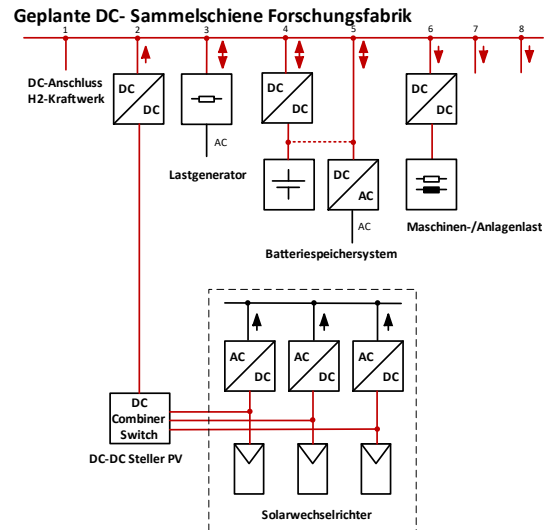 Geplante DC- Sammelschiene Forschungsfabrik
1 2 3 4 5 6 7 8
DC-Anschluss
H2-Kraftwerk
DC
DC
DC
DC
DC
DC
AC
Lastgenerator
DC
AC
Maschinen-/Anlagenlast
AC
Batteriespeichersystem
AC
DC
AC
DC
AC
DC
DC
Combiner
Switch
DC-DC Steller PV
Solarwechselrichter